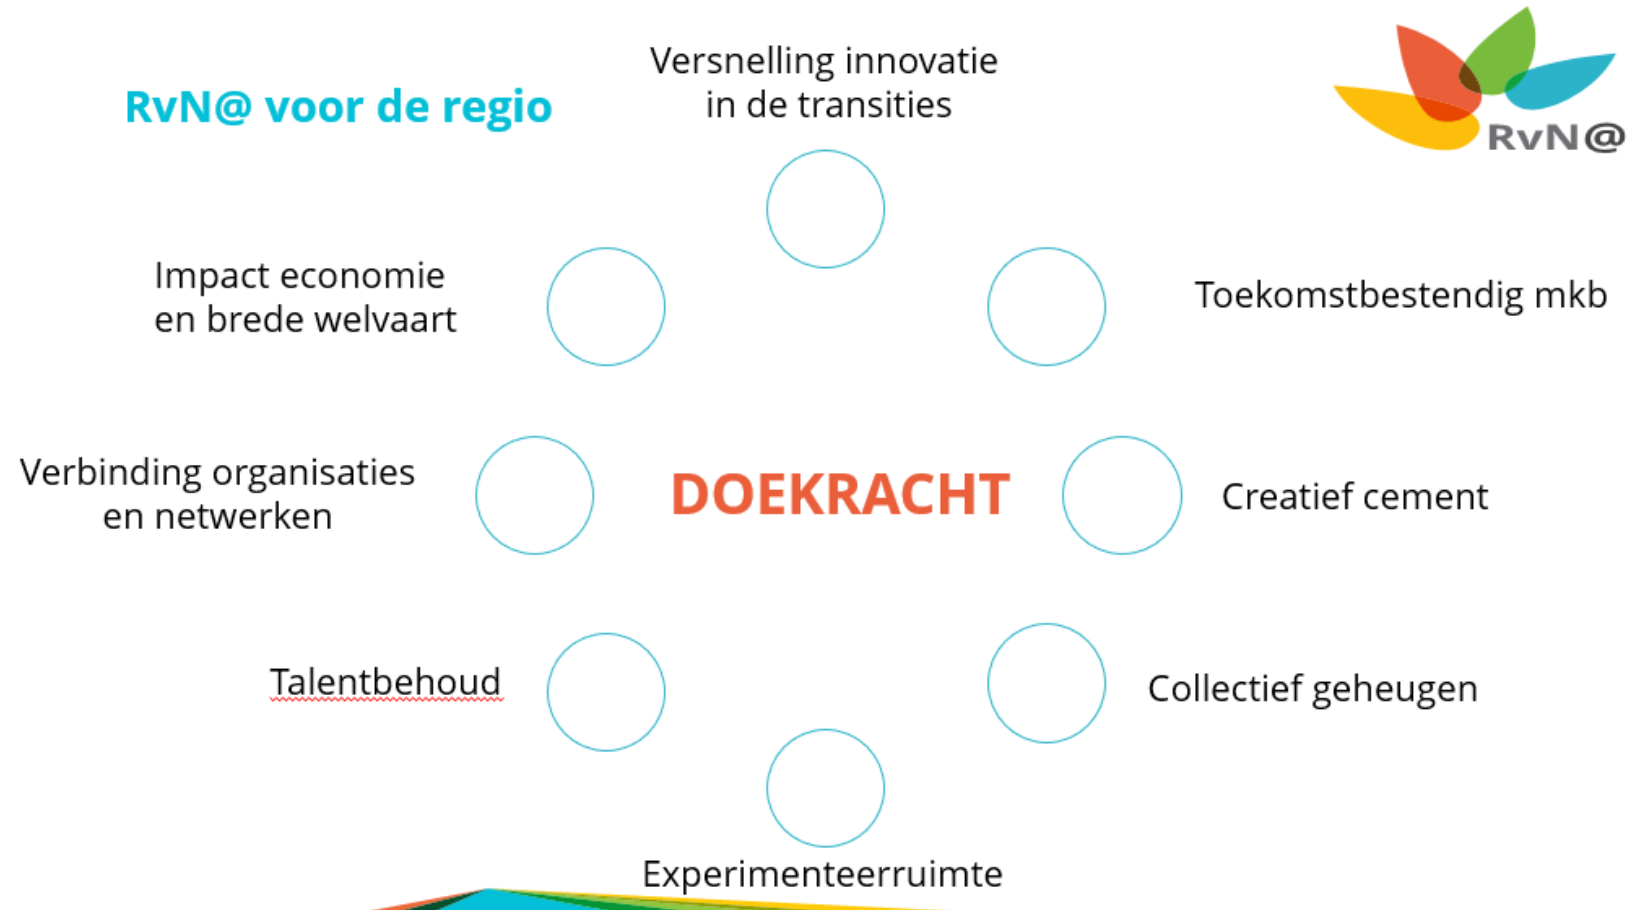 RvN@ voor de regio
Versnelling innovatie
in de transities
RvN@
Impact economie
en brede welvaart
Toekomstbestendig mkb
Verbinding organisaties
en netwerken
DOEKRACHT
Creatief cement
Talentbehoud
Collectief geheugen
Experimenteerruimte